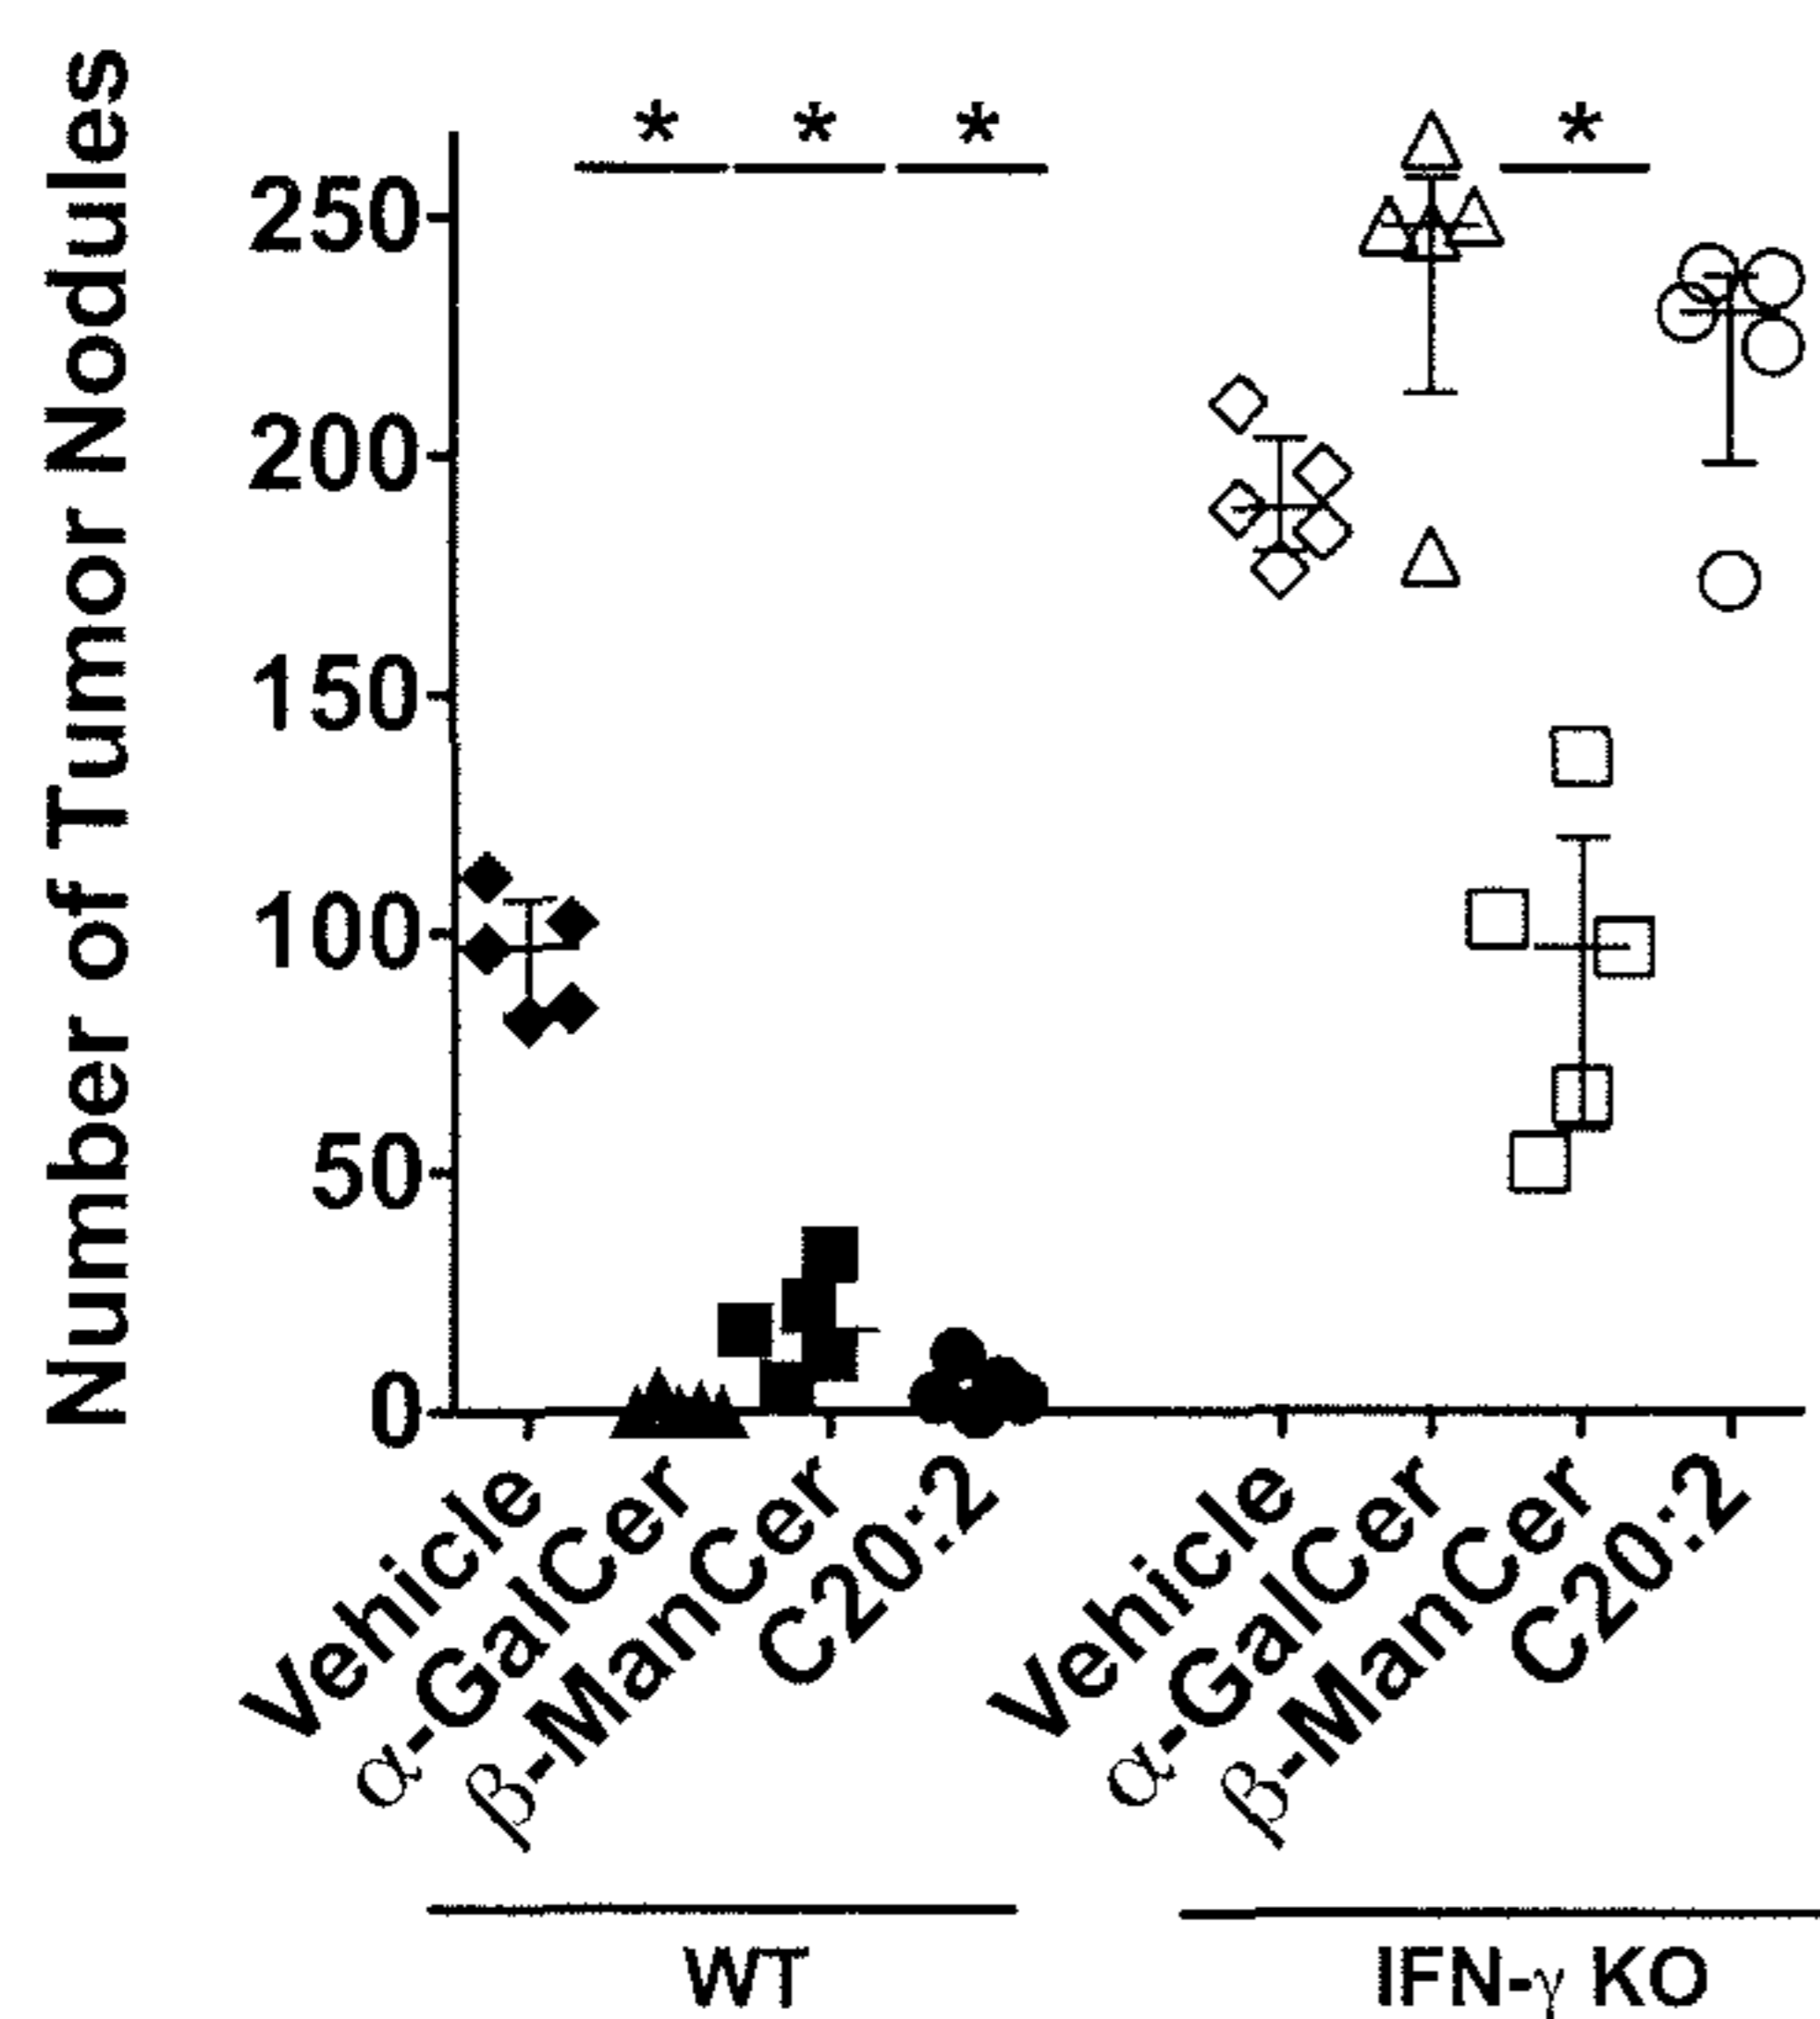 Number of Tumor Nodules
* * * *
250
200
150
100
50
0
Vehicle
α-GalCer
β-ManCer
C20:2
Vehicle
α-GalCer
β-ManCer
C20:2
WT
IFN-γ KO